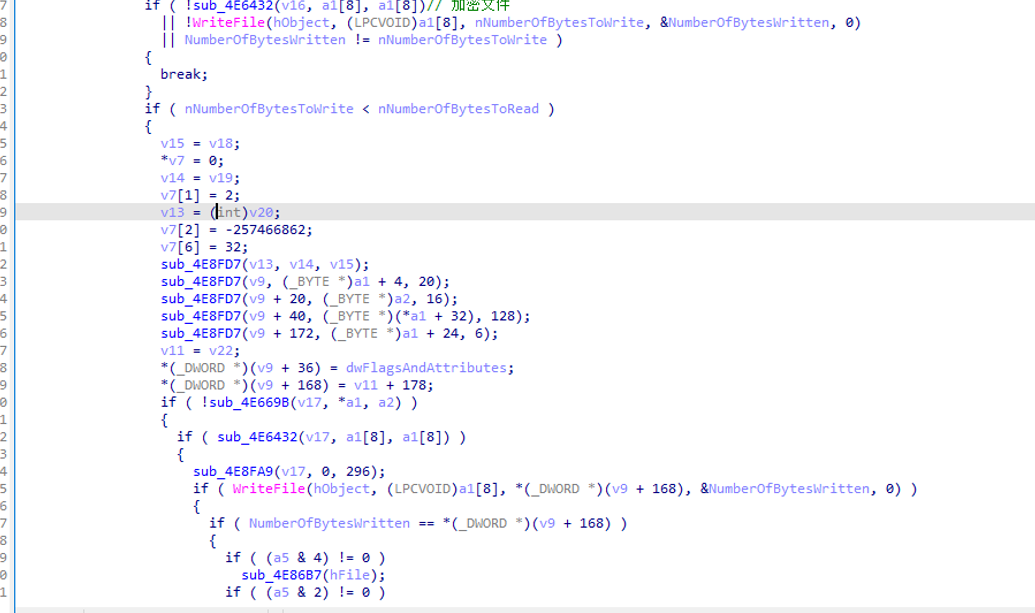 7 if ( !sub_4E6432(v16, a1[8], a1[8])// 加密文件
8 || !WriteFile(hObject, (LPCVOID)a1[8], nNumberOfBytesToWrite, &NumberOfBytesWritten, 0)
9 || NumberOfBytesWritten != nNumberOfBytesToWrite )
0 {
1 break;
2 }
3 if ( nNumberOfBytesToWrite < nNumberOfBytesToRead )
4 {
5 v15 = v18;
6 *v7 = 0;
7 v14 = v19;
8 v7[1] = 2;
9 v13 = (int)v20;
0 v7[2] = -257466862;
1 v7[6] = 32;
2 sub_4E8FD7(v13, v14, v15);
3 sub_4E8FD7(v9, (_BYTE *)a1 + 4, 20);
4 sub_4E8FD7(v9 + 20, (_BYTE *)a2, 16);
5 sub_4E8FD7(v9 + 40, (_BYTE *)(*a1 + 32), 128);
6 sub_4E8FD7(v9 + 172, (_BYTE *)a1 + 24, 6);
7 v11 = v22;
8 *(_DWORD *)(v9 + 36) = dwFlagsAndAttributes;
9 *(_DWORD *)(v9 + 168) = v11 + 178;
0 if ( !sub_4E669B(v17, *a1, a2) )
1 {
2 if ( sub_4E6432(v17, a1[8], a1[8]) )
3 {
4 sub_4E8FA9(v17, 0, 296);
5 if ( WriteFile(hObject, (LPCVOID)a1[8], *(_DWORD *)(v9 + 168), &NumberOfBytesWritten, 0) )
6 {
7 if ( NumberOfBytesWritten == *(_DWORD *)(v9 + 168) )
8 {
9 if ( (a5 & 4) != 0 )
0 sub_4E86B7(hFile);
1 if ( (a5 & 2) != 0 )